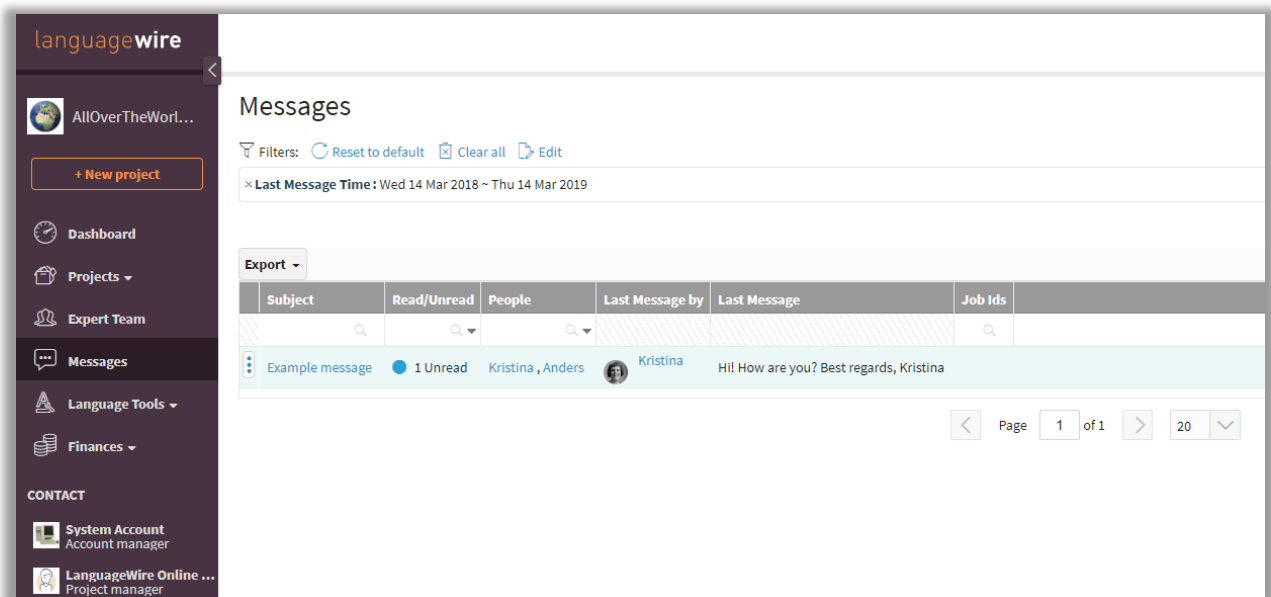 languagewire
AllOverTheWorl...
+ New project
Dashboard
Projects
Expert Team
Messages
Language Tools
Finances
CONTACT
System Account
Account manager
LanguageWire Online ...
Project manager
Messages
Filters: Reset to default Clear all Edit
× Last Message Time : Wed 14 Mar 2018 ~ Thu 14 Mar 2019
Export
Subject Read/Unread People Last Message by Last Message Job Ids
Example message 1 Unread Kristina , Anders Kristina Hi! How are you? Best regards, Kristina
Page 1 of 1 20